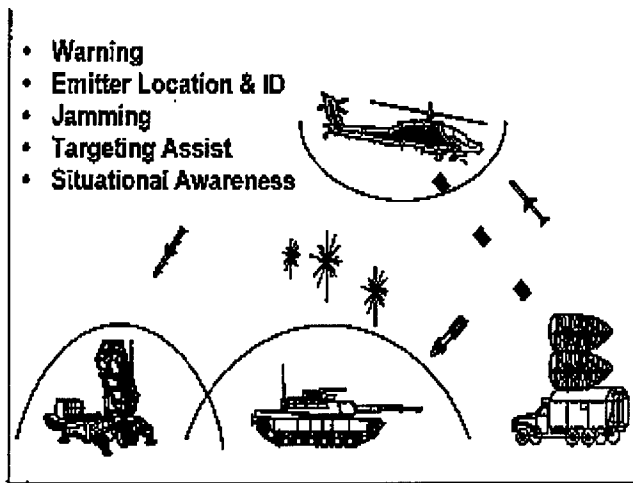 • Warning
• Emitter Location & ID
• Jamming
• Targeting Assist
• Situational Awareness